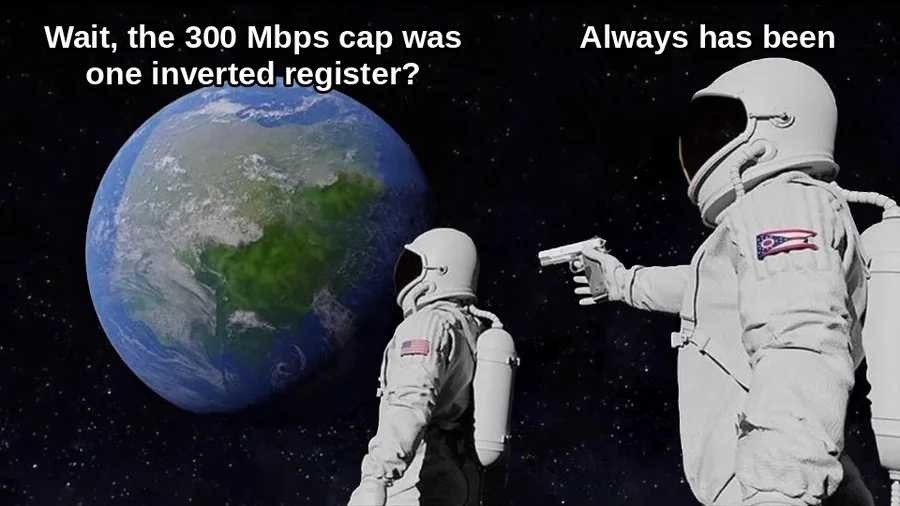 Wait, the 300 Mbps cap was
one inverted register?
Always has been